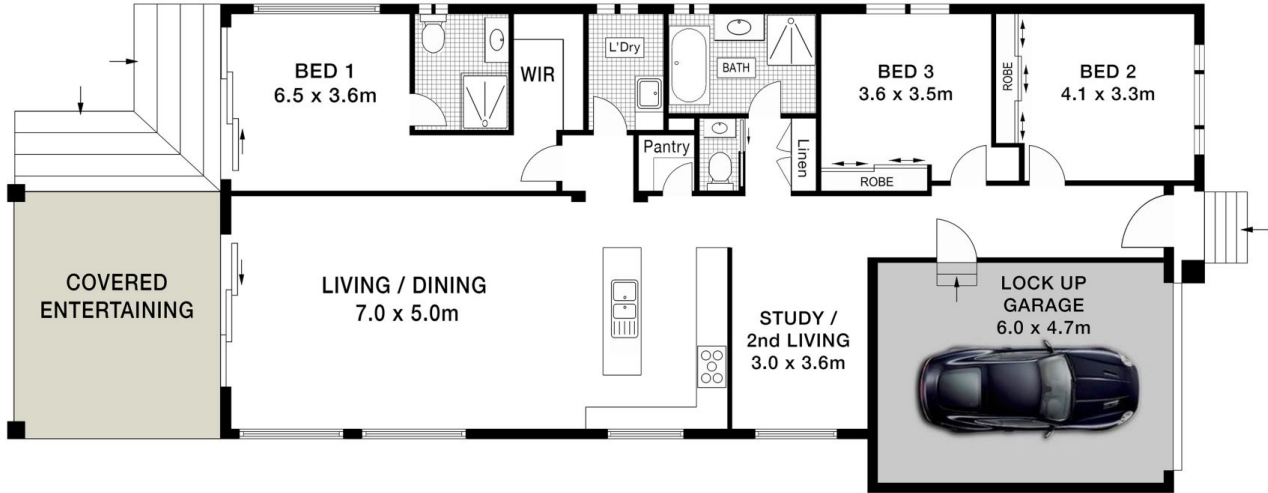 BED 1
6.5 x 3.6m
WIR
L'Dry
BATH
BED 3
3.6 x 3.5m
ROBE
BED 2
4.1 x 3.3m
Pantry
Linen
ROBE
COVERED
ENTERTAINING
LIVING / DINING
7.0 x 5.0m
STUDY /
2nd LIVING
3.0 x 3.6m
LOCK UP
GARAGE
6.0 x 4.7m